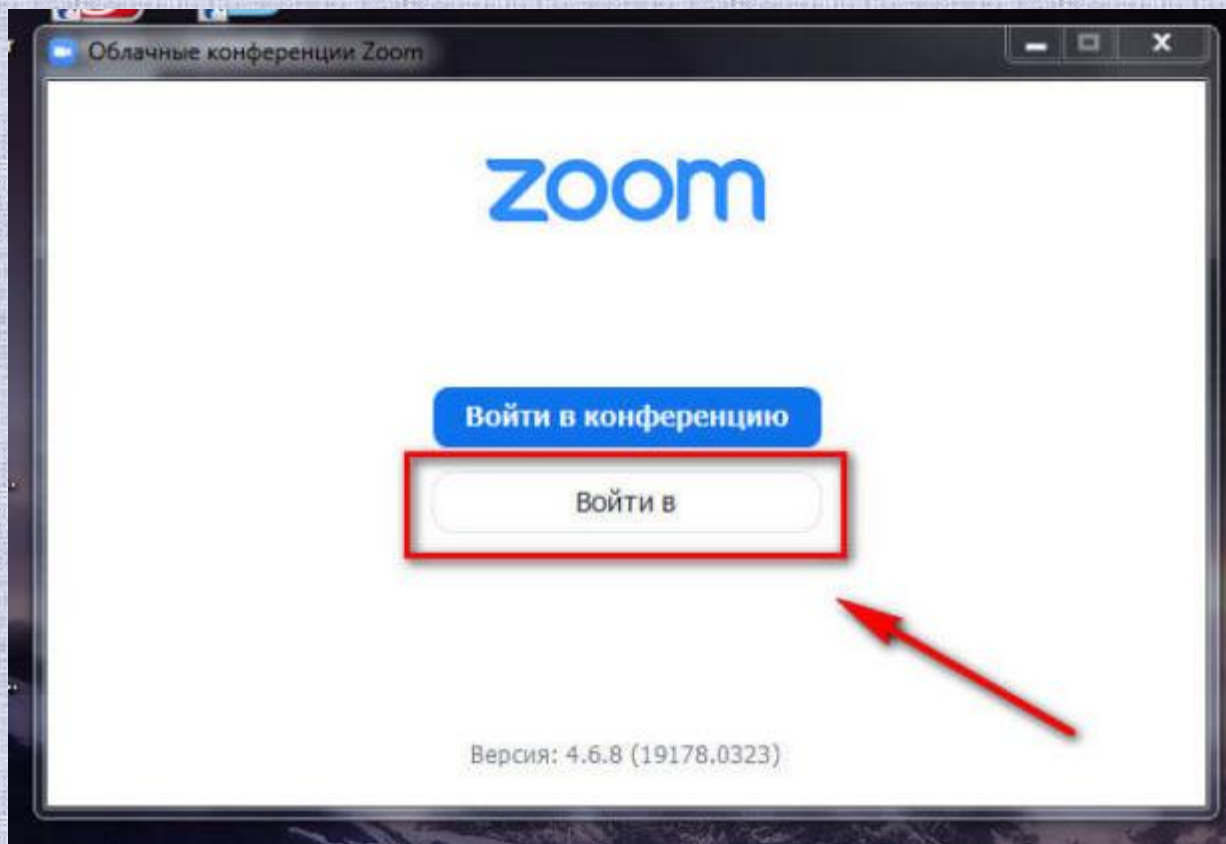 Облачные конференции Zoom
zoom
Войти в конференцию
Войти в
Версия: 4.6.8 (19178.0323)